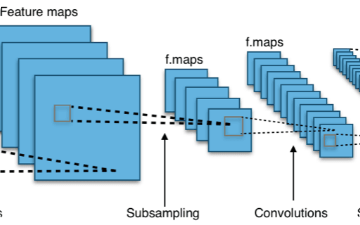 Feature maps
f.maps
f.maps
s
Subsampling
Convolutions
S